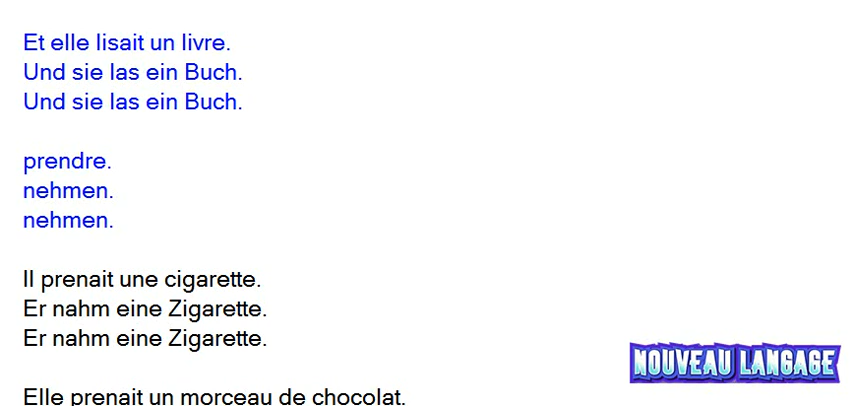 Et elle lisait un livre.
Und sie las ein Buch.
Und sie las ein Buch.
prendre.
nehmen.
nehmen.
Il prenait une cigarette.
Er nahm eine Zigarette.
Er nahm eine Zigarette.
NOUVEAU LANGAGE
Elle prenait un morceau de chocolat.